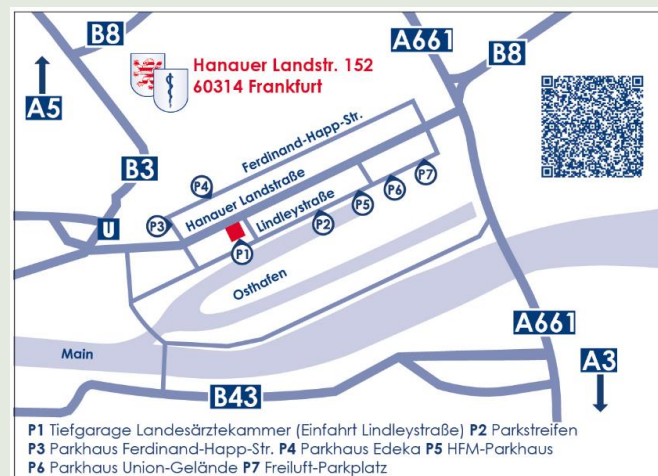 B8
A661
B8
Hanauer Landstr. 152
60314 Frankfurt
A5
B3
Ferdinand-Happ-Str.
P4
Hanauer Landstraße
P7
P6
Lindleystraße
P5
P3
U
P2
P1
Osthafen
A661
Main
A3
B43
P1 Tiefgarage Landesärztekammer (Einfahrt Lindleystraße) P2 Parkstreifen
P3 Parkhaus Ferdinand-Happ-Str. P4 Parkhaus Edeka P5 HFM-Parkhaus
P6 Parkhaus Union-Gelände P7 Freiluft-Parkplatz